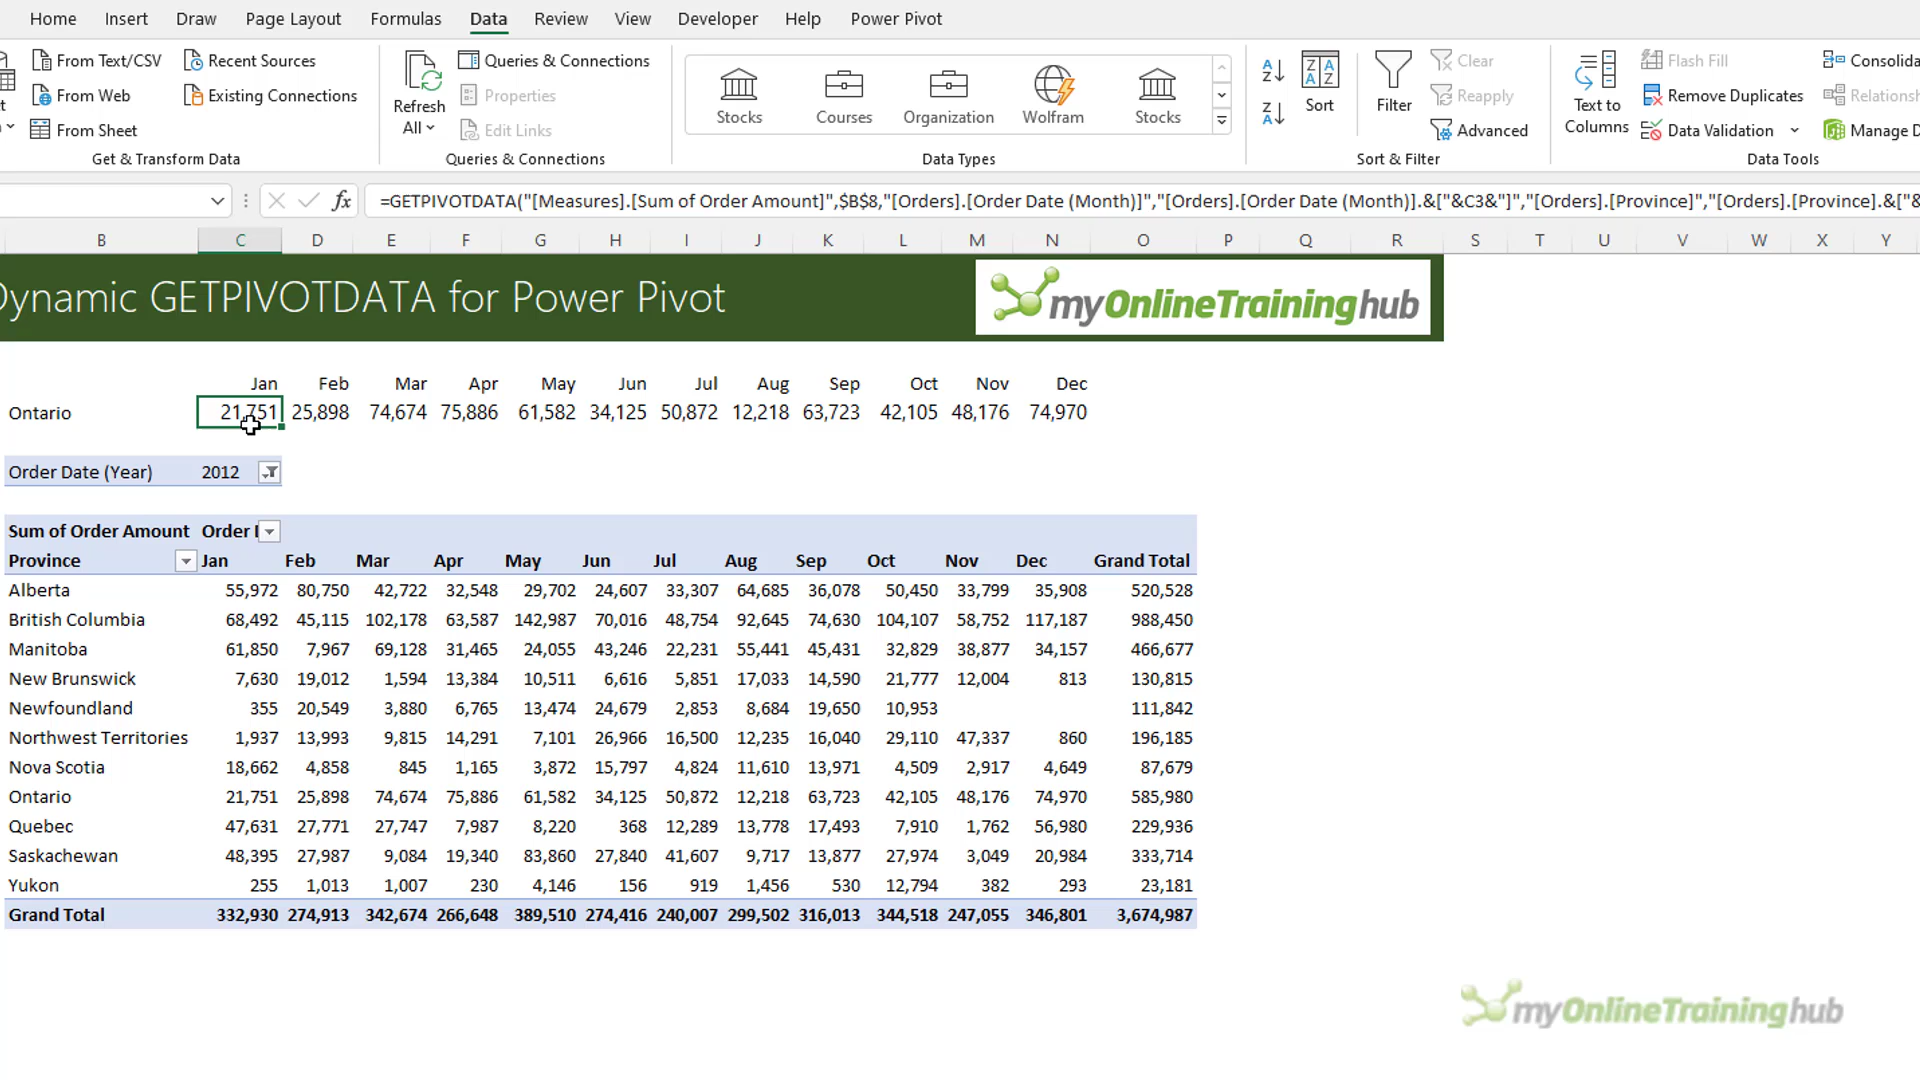 Home Insert Draw Page Layout Formulas Data Review View Developer Help Power Pivot
From Text/CSV Recent Sources Queries & Connections Clear Flash Fill
From Web Existing Connections Properties Reapply Remove Duplicates
From Sheet Refresh All Edit Links Stocks Courses Organization Wolfram Stocks Sort Filter Advanced Text to Columns Data Validation Manage
Get & Transform Data Queries & Connections Data Types Sort & Filter Data Tools
fx =GETPIVOTDATA("[Measures].[Sum of Order Amount]",$B$8,"[Orders].[Order Date (Month)]","[Orders].[Order Date (Month)].&["&C3&"]","[Orders].[Province]","[Orders].[Province].&["&
B C D E F G H I J K L M N O P Q R S T U V W X Y
Dynamic GETPIVOTDATA for Power Pivot myOnlineTraininghub
Jan Feb Mar Apr May Jun Jul Aug Sep Oct Nov Dec
Ontario 21,751 25,898 74,674 75,886 61,582 34,125 50,872 12,218 63,723 42,105 48,176 74,970
Order Date (Year) 2012
Sum of Order Amount Order
Province Jan Feb Mar Apr May Jun Jul Aug Sep Oct Nov Dec Grand Total
Alberta 55,972 80,750 42,722 32,548 29,702 24,607 33,307 64,685 36,078 50,450 33,799 35,908 520,528
British Columbia 68,492 45,115 102,178 63,587 142,987 70,016 48,754 92,645 74,630 104,107 58,752 117,187 988,450
Manitoba 61,850 7,967 69,128 31,465 24,055 43,246 22,231 55,441 45,431 32,829 38,877 34,157 466,677
New Brunswick 7,630 19,012 1,594 13,384 10,511 6,616 5,851 17,033 14,590 21,777 12,004 813 130,815
Newfoundland 355 20,549 3,880 6,765 13,474 24,679 2,853 8,684 19,650 10,953 111,842
Northwest Territories 1,937 13,993 9,815 14,291 7,101 26,966 16,500 12,235 16,040 29,110 47,337 860 196,185
Nova Scotia 18,662 4,858 845 1,165 3,872 15,797 4,824 11,610 13,971 4,509 2,917 4,649 87,679
Ontario 21,751 25,898 74,674 75,886 61,582 34,125 50,872 12,218 63,723 42,105 48,176 74,970 585,980
Quebec 47,631 27,771 27,747 7,987 8,220 368 12,289 13,778 17,493 7,910 1,762 56,980 229,936
Saskachewan 48,395 27,987 9,084 19,340 83,860 27,840 41,607 9,717 13,877 27,974 3,049 20,984 333,714
Yukon 255 1,013 1,007 230 4,146 156 919 1,456 530 12,794 382 293 23,181
Grand Total 332,930 274,913 342,674 266,648 389,510 274,416 240,007 299,502 316,013 344,518 247,055 346,801 3,674,987
myOnlineTraininghub